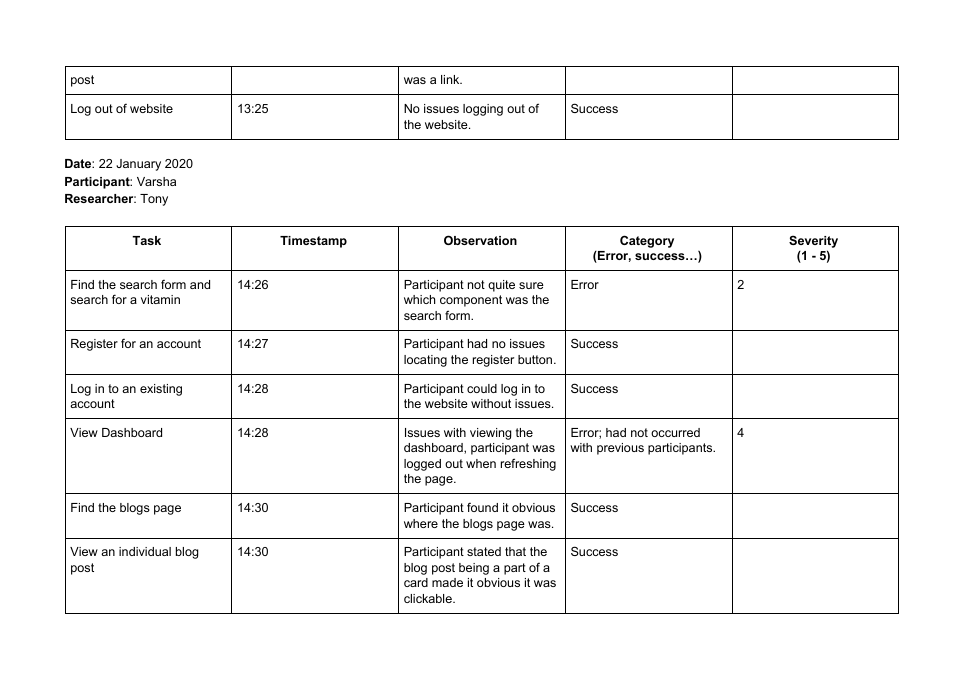 post was a link.
Log out of website 13:25 No issues logging out of Success
the website.
Date: 22 January 2020
Participant: Varsha
Researcher: Tony
Task Timestamp Observation Category Severity
(Error, success…) (1 - 5)
Find the search form and 14:26 Participant not quite sure Error 2
search for a vitamin which component was the
search form.
Register for an account 14:27 Participant had no issues Success
locating the register button.
Log in to an existing 14:28 Participant could log in to Success
account the website without issues.
View Dashboard 14:28 Issues with viewing the Error; had not occurred 4
dashboard, participant was with previous participants.
logged out when refreshing
the page.
Find the blogs page 14:30 Participant found it obvious Success
where the blogs page was.
View an individual blog 14:30 Participant stated that the Success
post blog post being a part of a
card made it obvious it was
clickable.